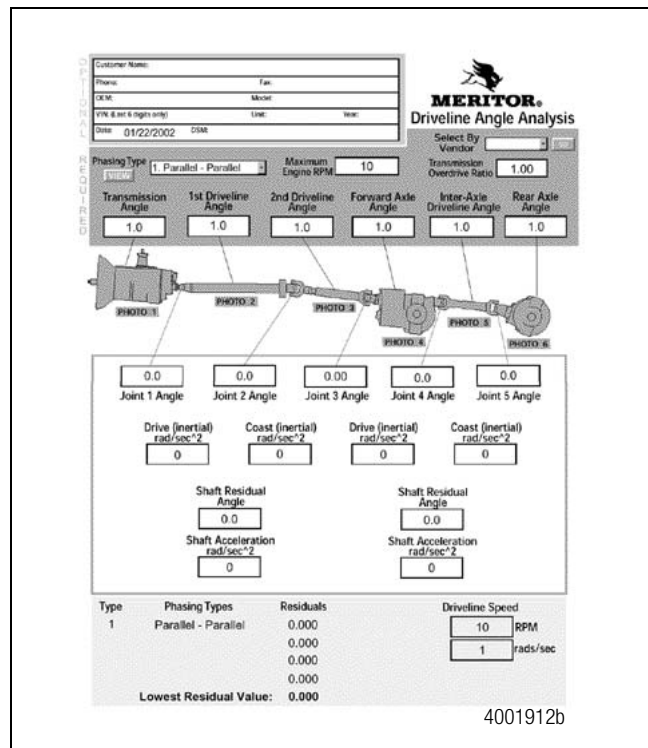 OPTIONAL
Customer Name:
Phone: Fax:
OEM: Model:
VIN: (Last 6 digits only) Unit: Year:
Date: 01/22/2002 DSM:
MERITOR®
Driveline Angle Analysis
REQUIRED
Select By Vendor
Phasing Type 1. Parallel - Parallel
VIEW
Maximum Engine RPM 10
Transmission Overdrive Ratio 1.00
Transmission Angle 1st Driveline Angle 2nd Driveline Angle Forward Axle Angle Inter-Axle Driveline Angle Rear Axle Angle
1.0 1.0 1.0 1.0 1.0 1.0
PHOTO 1 PHOTO 2 PHOTO 3 PHOTO 4 PHOTO 5 PHOTO 6
0.0 0.0 0.00 0.0 0.0
Joint 1 Angle Joint 2 Angle Joint 3 Angle Joint 4 Angle Joint 5 Angle
Drive (inertial) Coast (inertial) Drive (inertial) Coast (inertial)
rad/sec^2 rad/sec^2 rad/sec^2 rad/sec^2
0 0 0 0
Shaft Residual Shaft Residual
Angle Angle
0.0 0.0
Shaft Acceleration Shaft Acceleration
rad/sec^2 rad/sec^2
0 0
Type Phasing Types Residuals Driveline Speed
1 Parallel - Parallel 0.000 10 RPM
0.000 1 rads/sec
0.000
0.000
Lowest Residual Value: 0.000
4001912b